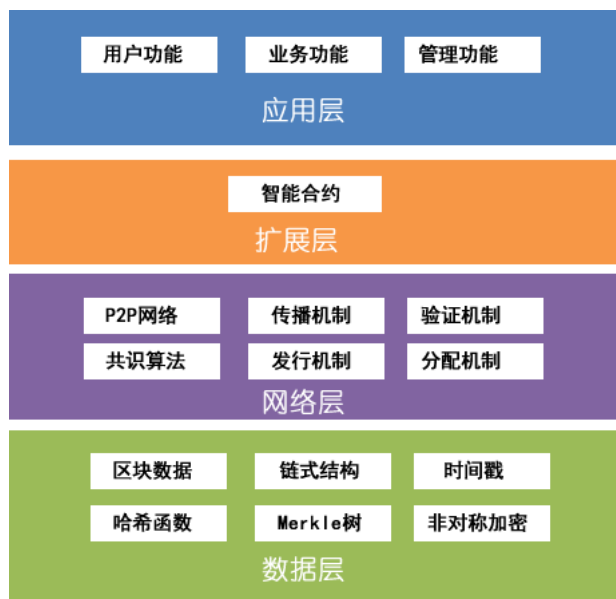 用户功能 业务功能 管理功能
应用层
智能合约
扩展层
P2P网络 传播机制 验证机制
共识算法 发行机制 分配机制
网络层
区块数据 链式结构 时间戳
哈希函数 Merkle树 非对称加密
数据层